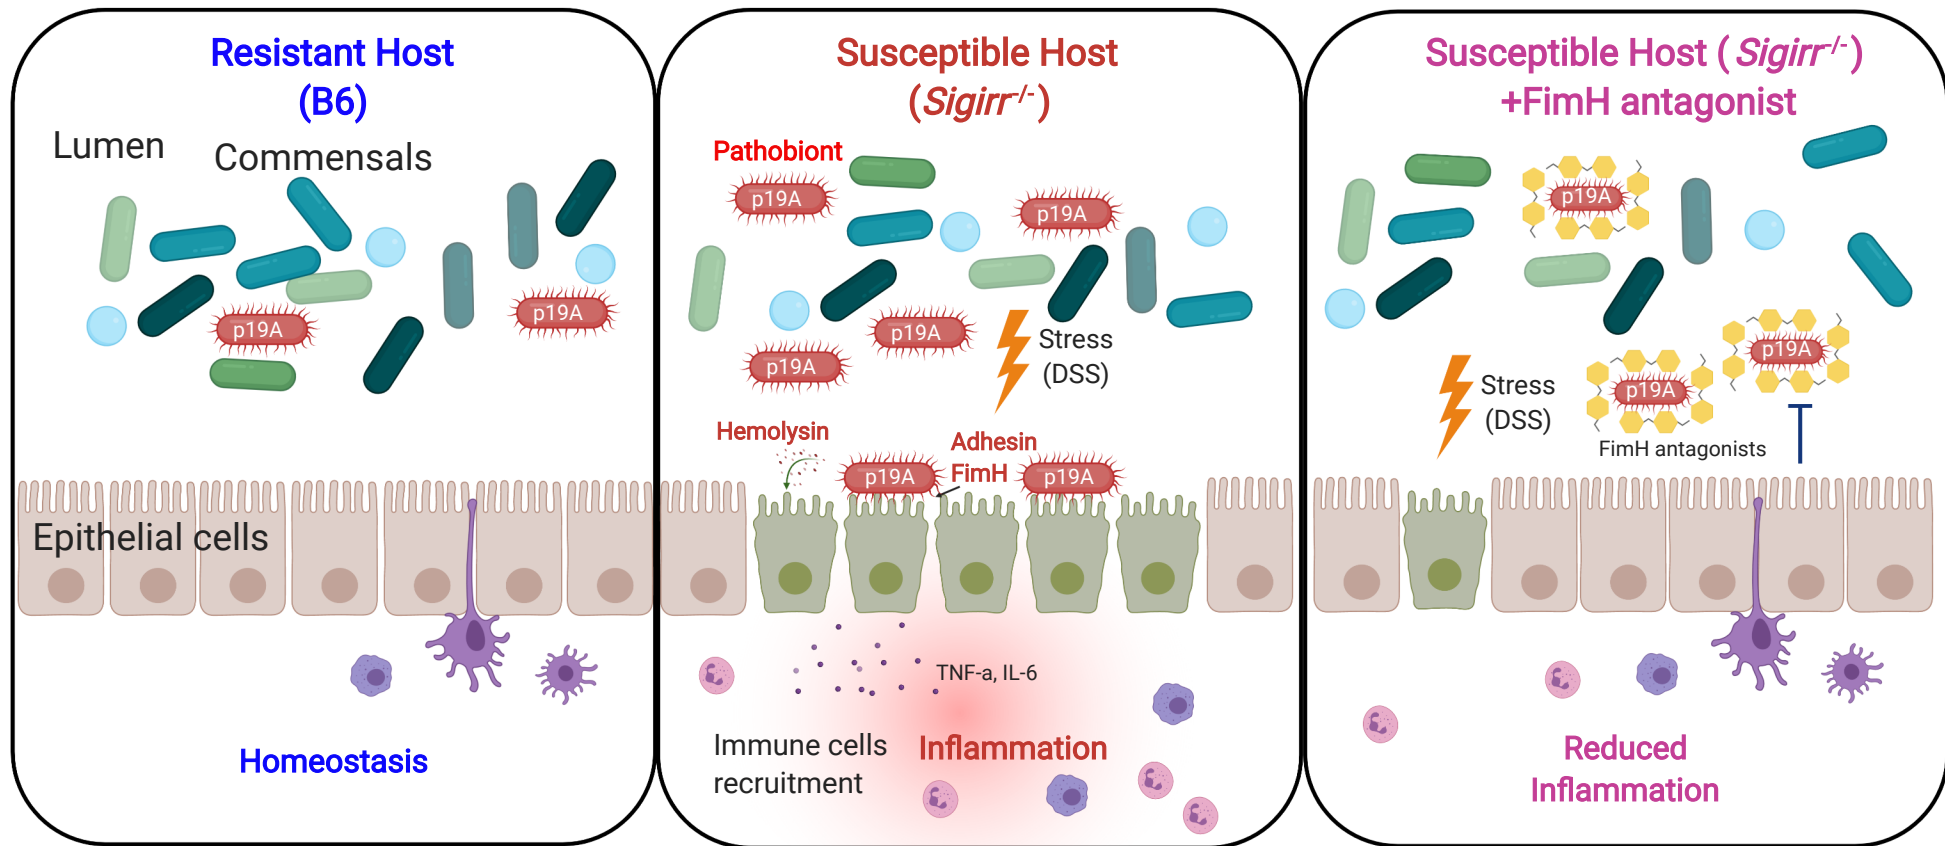 Resistant Host
(B6)
Lumen
Commensals
p19A
p19A
Epithelial cells
Homeostasis
Susceptible Host
(Sigirr-/-)
Pathobiont
p19A
p19A
p19A
p19A
Stress
(DSS)
Hemolysin
Adhesin
FimH
p19A
p19A
TNF-a, IL-6
Immune cells
recruitment
Inflammation
Susceptible Host (Sigirr-/-)
+FimH antagonist
p19A
p19A
p19A
Stress
(DSS)
FimH antagonists
Reduced
Inflammation